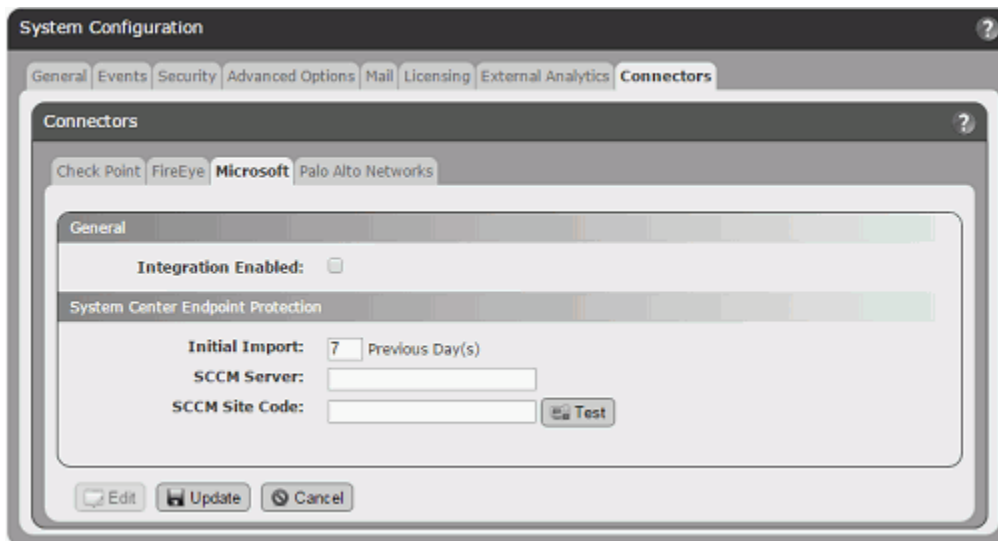 System Configuration ?
General Events Security Advanced Options Mail Licensing External Analytics Connectors
Connectors ?
Check Point FireEye Microsoft Palo Alto Networks
General
Integration Enabled:
System Center Endpoint Protection
Initial Import: 7 Previous Day(s)
SCCM Server:
SCCM Site Code: Test
Edit Update Cancel